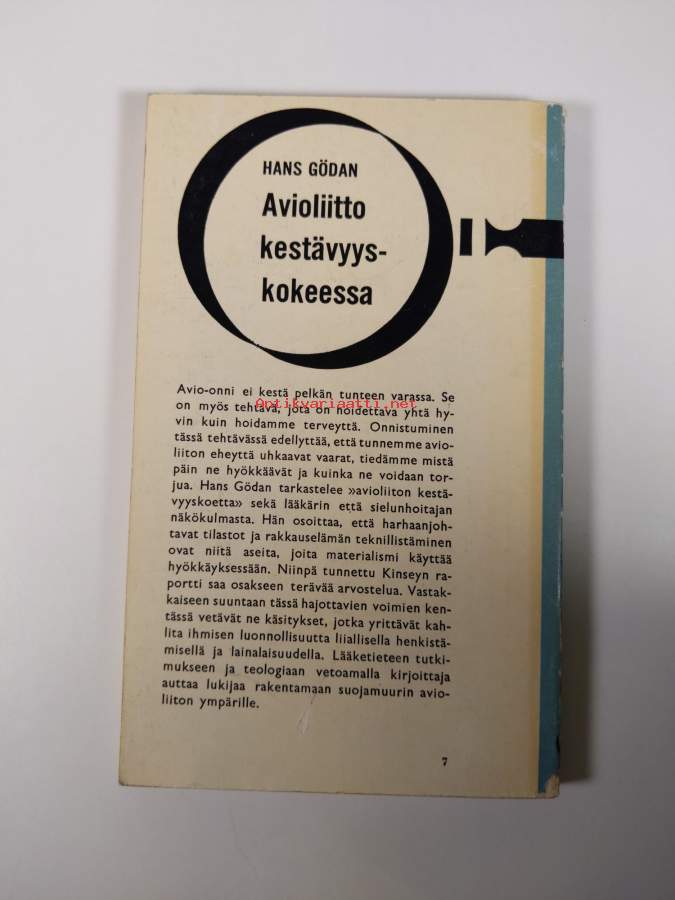 HANS GÖDAN
Avioliitto
kestävyys-
kokeessa
Avio-onni ei kestä pelkän tunteen varassa. Se
Antikvariaatti.net
on myös tehtävä, jota on hoidettava yhtä hy-
vin kuin hoidamme terveyttä. Onnistuminen
tässä tehtävässä edellyttää, että tunnemme avio-
liiton eheyttä uhkaavat vaarat, tiedämme mistä
päin ne hyökkäävät ja kuinka ne voidaan tor-
jua. Hans Gödan tarkastelee »avioliiton kestä-
vyyskoetta» sekä lääkärin että sielunhoitajan
näkökulmasta. Hän osoittaa, että harhaanjoh-
tavat tilastot ja rakkauselämän teknillistäminen
ovat niitä aseita, joita materialismi käyttää
hyökkäyksessään. Niinpä tunnettu Kinseyn ra-
portti saa osakseen terävää arvostelua. Vastak-
kaiseen suuntaan tässä hajottavien voimien ken-
tässä vetävät ne käsitykset, jotka yrittävät kah-
lita ihmisen luonnollisuutta liiallisella henkistä-
misellä ja lainalaisuudella. Lääketieteen tutki-
mukseen ja teologiaan vetoamalla kirjoittaja
auttaa lukijaa rakentamaan suojamuurin avio-
liiton ympärille.
7